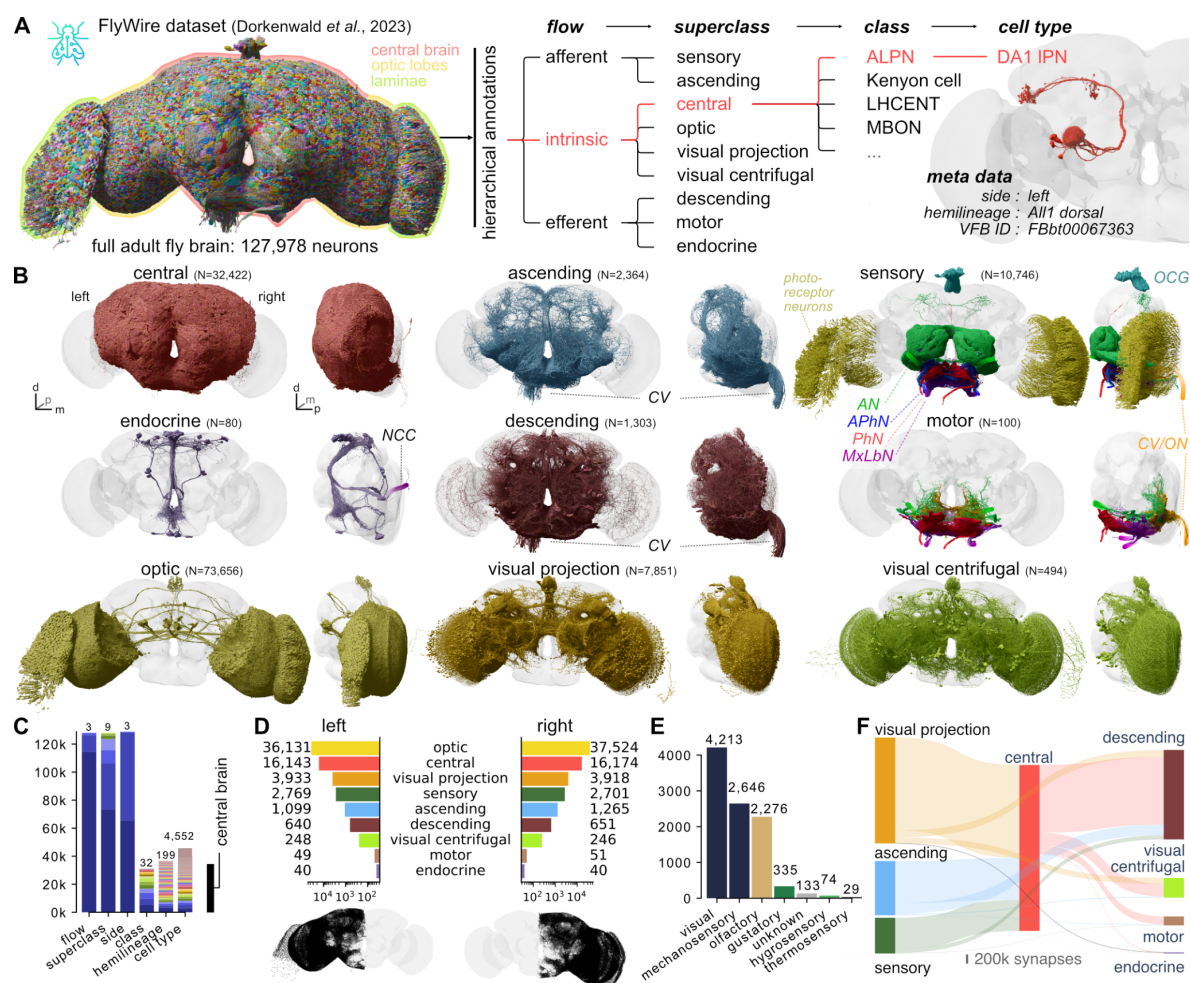 A
FlyWire dataset (Dorkenwald et al., 2023)
central brain
optic lobes
laminae
full adult fly brain: 127,978 neurons
hierarchical annotations
flow
superclass
class
cell type
afferent
intrinsic
efferent
sensory
ascending
central
optic
visual projection
visual centrifugal
descending
motor
endocrine
ALPN
Kenyon cell
LHCENT
MBON
...
DA1 lPN
meta data
side : left
hemilineage : ALl1 dorsal
VFB ID : FBbt00067363
B
central (N=32,422)
left
right
d
p
m
d
m
p
ascending (N=2,364)
CV
sensory (N=10,746)
photo-
receptor
neurons
OCG
AN
APhN
PhN
MxLbN
CV/ON
endocrine (N=80)
NCC
descending (N=1,303)
CV
motor (N=100)
optic (N=73,656)
visual projection (N=7,851)
visual centrifugal (N=494)
C
120k
100k
80k
60k
40k
20k
0k
3
9
3
32
199
4,552
flow
superclass
side
class
hemilineage
cell type
central brain
D
left
right
36,131 optic 37,524
16,143 central 16,174
3,933 visual projection 3,918
2,769 sensory 2,701
1,099 ascending 1,265
640 descending 651
248 visual centrifugal 246
49 motor 51
40 endocrine 40
10⁴ 10²
10² 10⁴
E
4000
3000
2000
1000
0
4,213
2,646
2,276
335
133
74
29
visual
mechanosensory
olfactory
gustatory
unknown
hygrosensory
thermosensory
F
visual projection
ascending
sensory
central
descending
visual
centrifugal
motor
endocrine
200k synapses